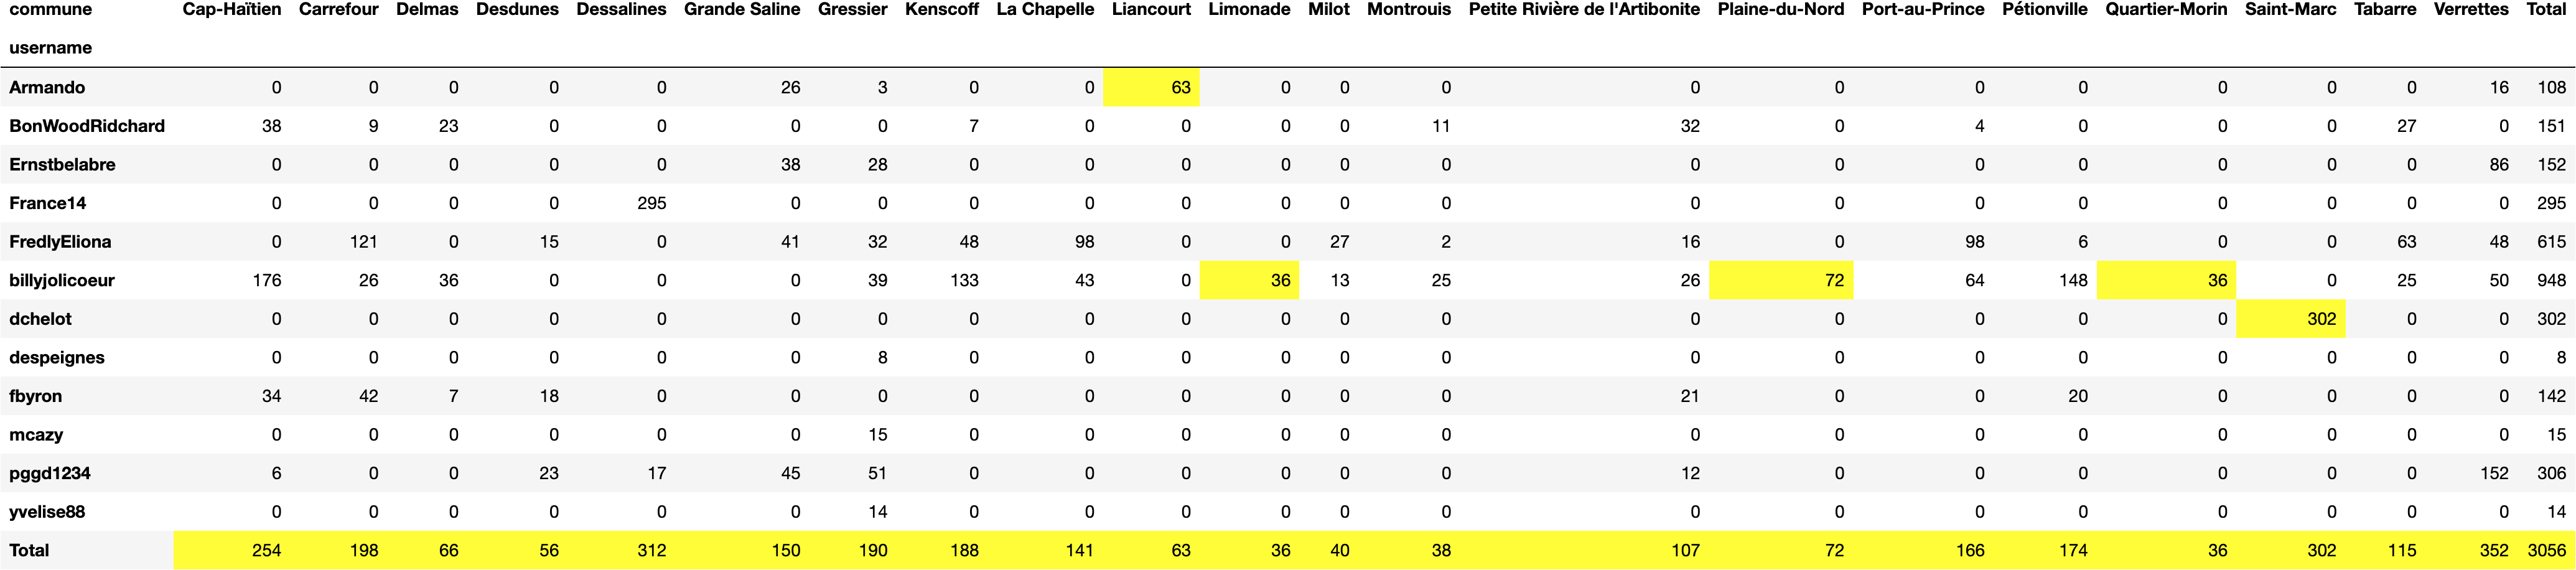 commune Cap-Haïtien Carrefour Delmas Desdunes Dessalines Grande Saline Gressier Kenscoff La Chapelle Liancourt Limonade Milot Montrouis Petite Rivière de l'Artibonite Plaine-du-Nord Port-au-Prince Pétionville Quartier-Morin Saint-Marc Tabarre Verrettes Total
username
Armando 0 0 0 0 0 26 3 0 0 63 0 0 0 0 0 0 0 0 0 0 16 108
BonWoodRidchard 38 9 23 0 0 0 0 7 0 0 0 0 11 32 0 4 0 0 0 27 0 151
Ernstbelabre 0 0 0 0 0 38 28 0 0 0 0 0 0 0 0 0 0 0 0 0 86 152
France14 0 0 0 0 295 0 0 0 0 0 0 0 0 0 0 0 0 0 0 0 0 295
FredlyEliona 0 121 0 15 0 41 32 48 98 0 0 27 2 16 0 98 6 0 0 63 48 615
billyjolicoeur 176 26 36 0 0 0 39 133 43 0 36 13 25 26 72 64 148 36 0 25 50 948
dchelot 0 0 0 0 0 0 0 0 0 0 0 0 0 0 0 0 0 0 302 0 0 302
despeignes 0 0 0 0 0 0 8 0 0 0 0 0 0 0 0 0 0 0 0 0 0 8
fbyron 34 42 7 18 0 0 0 0 0 0 0 0 0 21 0 0 20 0 0 0 0 142
mcazy 0 0 0 0 0 0 15 0 0 0 0 0 0 0 0 0 0 0 0 0 0 15
pggd1234 6 0 0 23 17 45 51 0 0 0 0 0 0 12 0 0 0 0 0 0 152 306
yvelise88 0 0 0 0 0 0 14 0 0 0 0 0 0 0 0 0 0 0 0 0 0 14
Total 254 198 66 56 312 150 190 188 141 63 36 40 38 107 72 166 174 36 302 115 352 3056